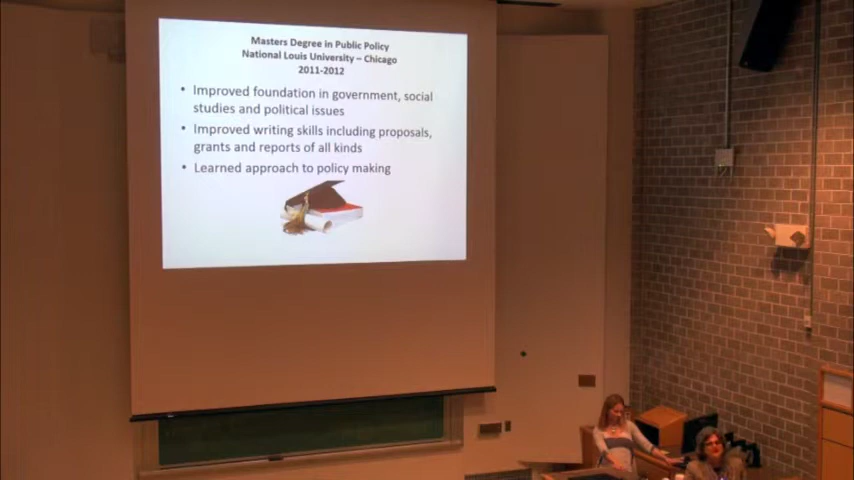 Masters Degree in Public Policy
National Louis University – Chicago
2011-2012
• Improved foundation in government, social
studies and political issues
• Improved writing skills including proposals,
grants and reports of all kinds
• Learned approach to policy making